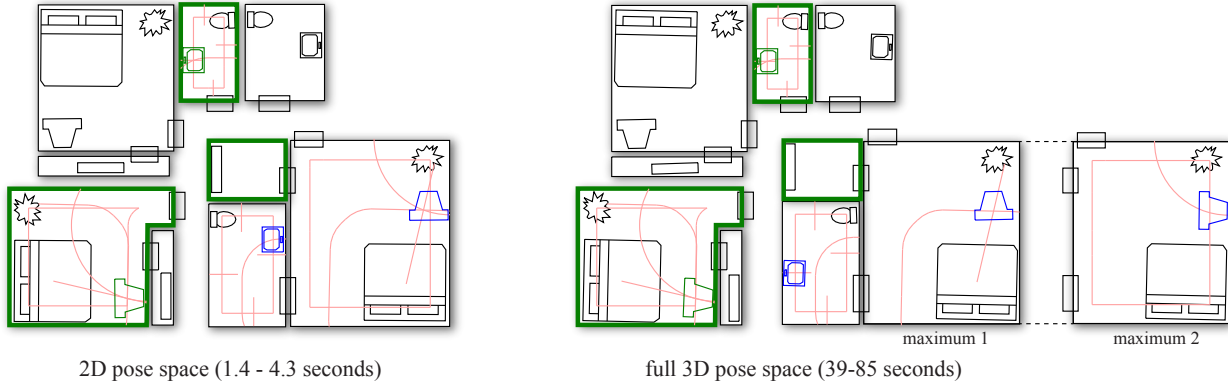 maximum 1
maximum 2
2D pose space (1.4 - 4.3 seconds)
full 3D pose space (39-85 seconds)